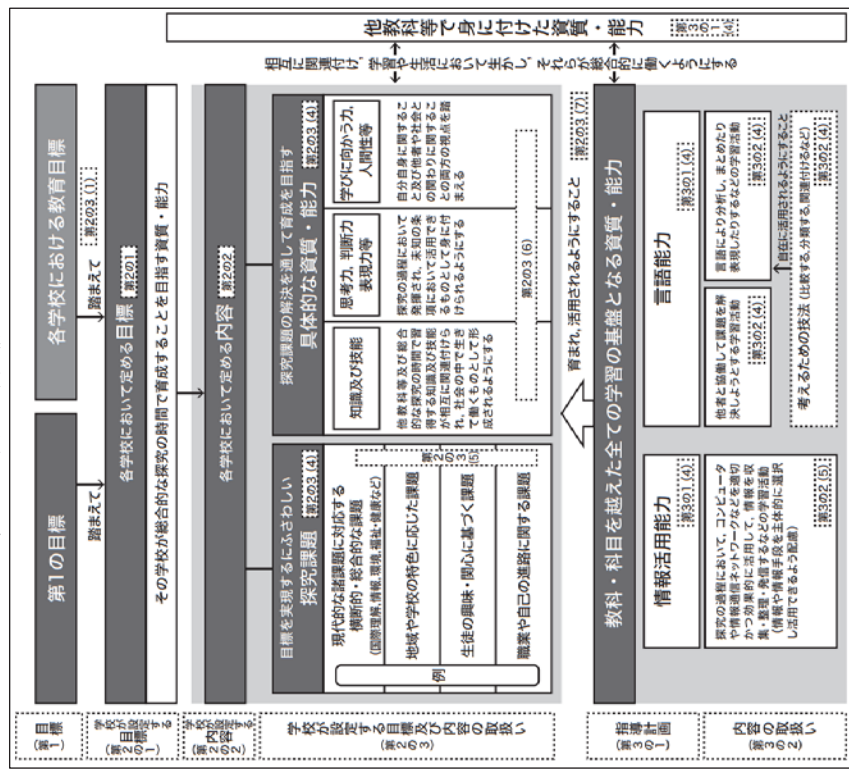 目標
(第1)
第1の目標
各学校における教育目標
踏まえて
踏まえて
第2の3(1)
学校が設定する
目標
(第2の1)
各学校において定める目標
第2の1
その学校が総合的な探究の時間で育成することを目指す資質・能力
学校が設定する
内容
(第2の2)
各学校において定める内容
第2の2
学校が設定する目標及び内容の取扱い
(第2の3)
目標を実現するにふさわしい
探究課題
第2の3(4)
例
現代的な諸課題に対応する
横断的・総合的な課題
(国際理解,情報,環境,福祉・健康など)
地域や学校の特色に応じた課題
生徒の興味・関心に基づく課題
職業や自己の進路に関する課題
第2の3(5)
探究課題の解決を通して育成を目指す
具体的な資質・能力
第2の3(4)
知識及び技能
他教科等及び総合
的な探究の時間で習
得する知識及び技能
が相互に関連付けら
れ,社会の中で生き
て働くものとして形
成されるようにする
思考力,判断力
表現力等
探究の過程において
発揮され,未知の状
況において活用でき
るものとして身に付
けられるようにする
学びに向かう力,
人間性等
自分自身に関するこ
と及び他者や社会と
の関わりに関するこ
との両方の視点を踏
まえる
第2の3(6)
育まれ,活用されるようにすること
第2の3(7)
指導計画
(第3の1)
教科・科目を越えた全ての学習の基盤となる資質・能力
情報活用能力
第3の1(4)
言語能力
第3の1(4)
内容の取扱い
(第3の2)
探究の過程において,コンピュータ
や情報通信ネットワークなどを適切
かつ効果的に活用して,情報を収
集・整理・発信するなどの学習活動
(情報や情報手段を主体的に選択
し活用できるよう配慮)
第3の2(5)
他者と協働して課題を解
決しようとする学習活動
第3の2(4)
言語により分析し,まとめたり
表現したりするなどの学習活動
第3の2(4)
自在に活用されるようにすること
考えるための技法(比較する,分類する,関連付けるなど)
第3の2(4)
相互に関連付け,学習や生活において生かし,それらが総合的に働くようにする
他教科等で身に付けた資質・能力
第3の1(4)